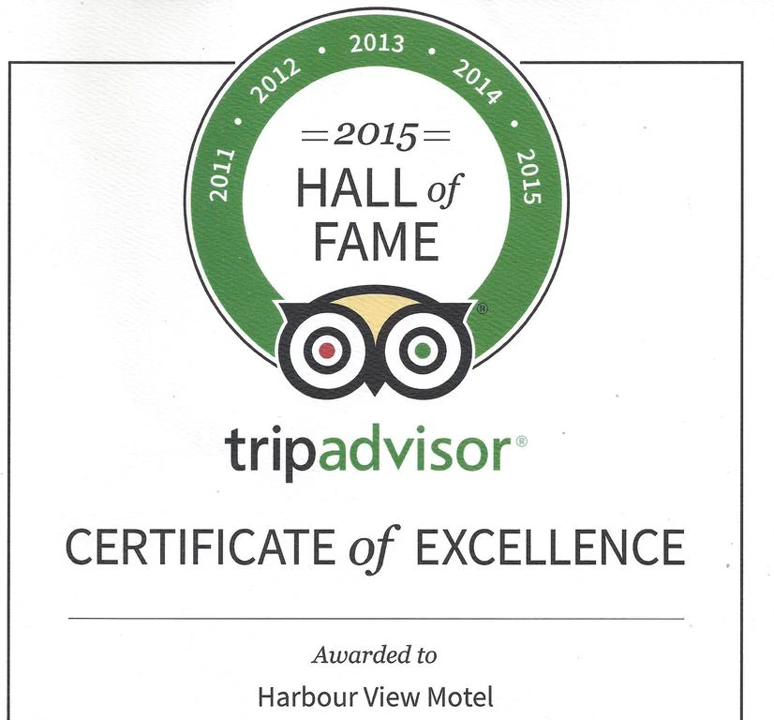 2011 • 2012 • 2013 • 2014 • 2015
=2015=
HALL of
FAME
®
tripadvisor®
CERTIFICATE of EXCELLENCE
Awarded to
Harbour View Motel